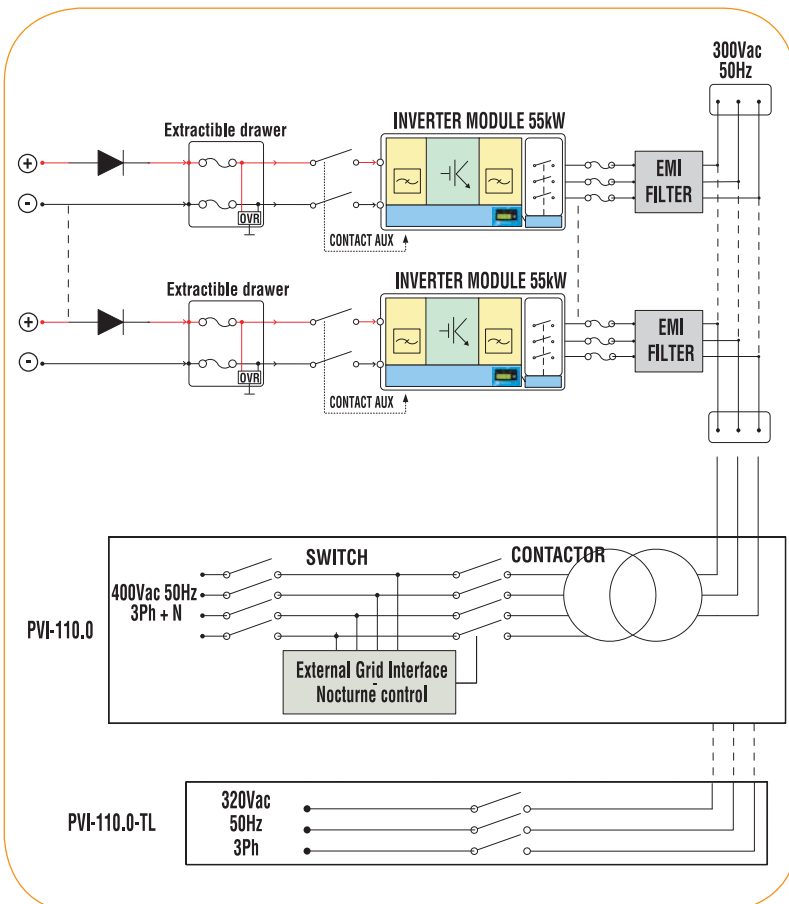 300Vac
50Hz
Extractible drawer
INVERTER MODULE 55kW
+
EMI
FILTER
-
OVR
CONTACT AUX
Extractible drawer
INVERTER MODULE 55kW
+
EMI
FILTER
-
OVR
CONTACT AUX
SWITCH
CONTACTOR
400Vac 50Hz
3Ph + N
PVI-110.0
External Grid Interface
-
Nocturne control
320Vac
50Hz
3Ph
PVI-110.0-TL